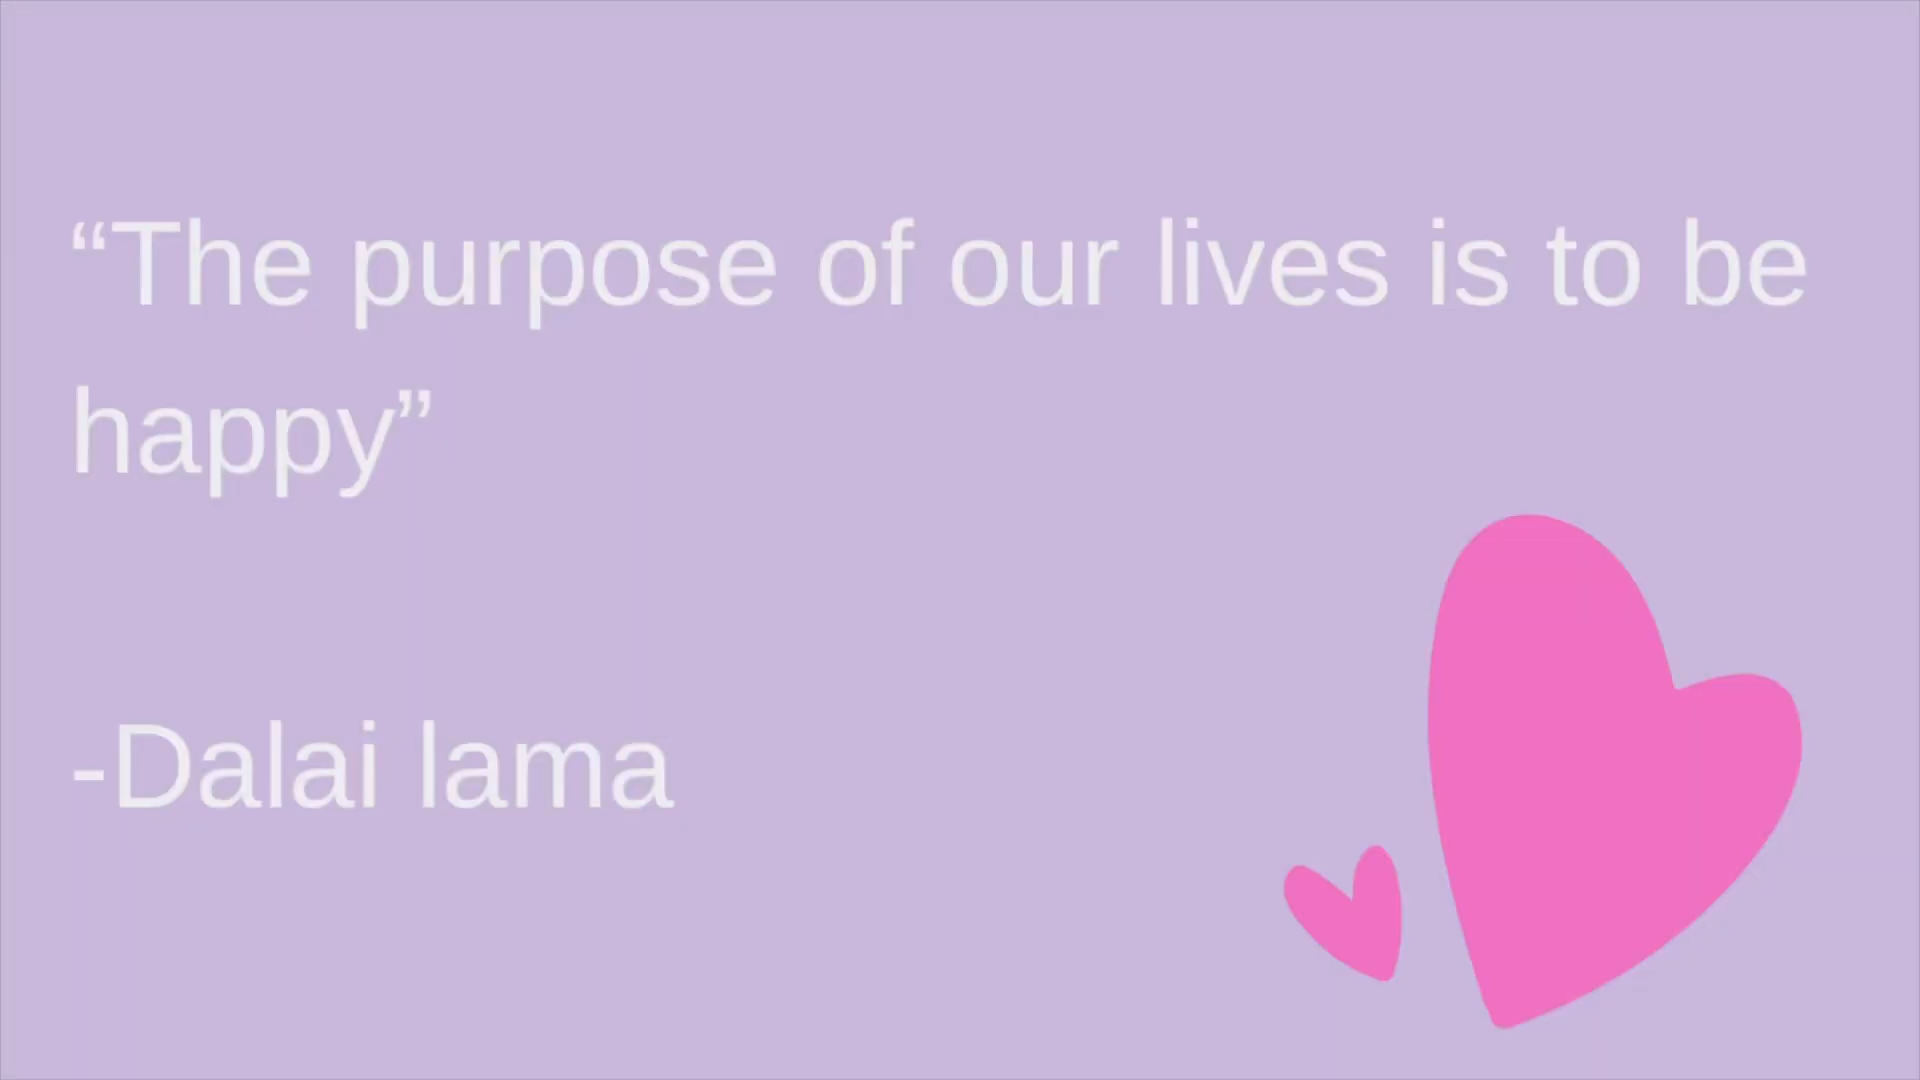 “The purpose of our lives is to be
happy”
-Dalai lama